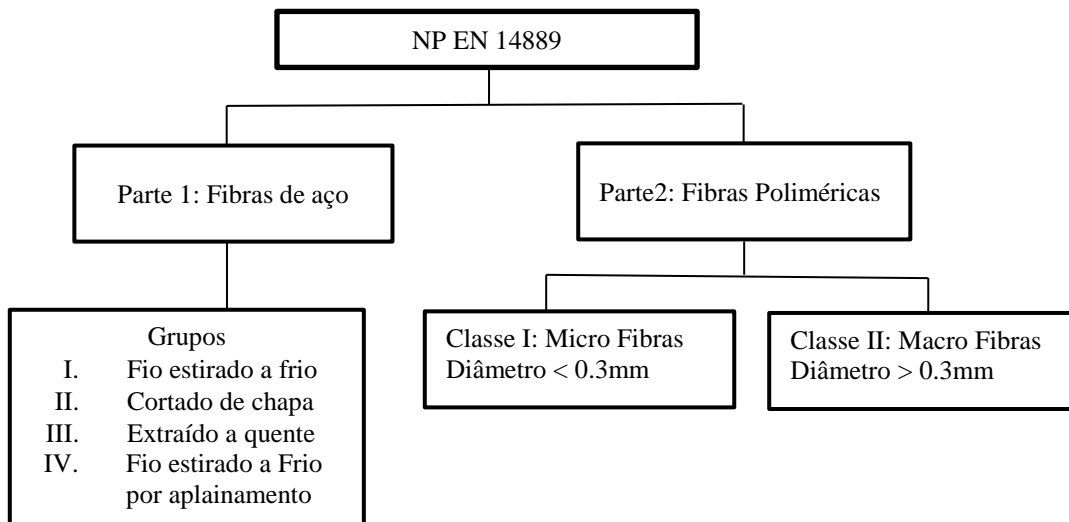 NP EN 14889
Parte 1: Fibras de aço
Parte2: Fibras Poliméricas
Grupos
I. Fio estirado a frio
II. Cortado de chapa
III. Extraído a quente
IV. Fio estirado a Frio
por aplainamento
Classe I: Micro Fibras
Diâmetro < 0.3mm
Classe II: Macro Fibras
Diâmetro > 0.3mm